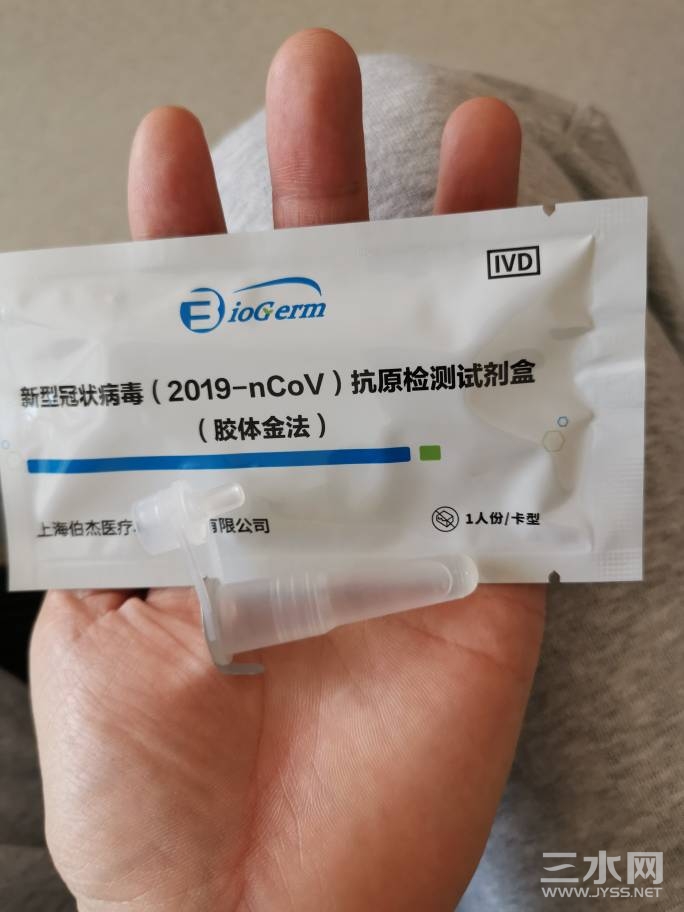 IVD
BioGerm
新型冠状病毒（2019-nCoV）抗原检测试剂盒
（胶体金法）
上海伯杰医疗
有限公司
1人份/卡型
三水网
WWW.JYSS.NET